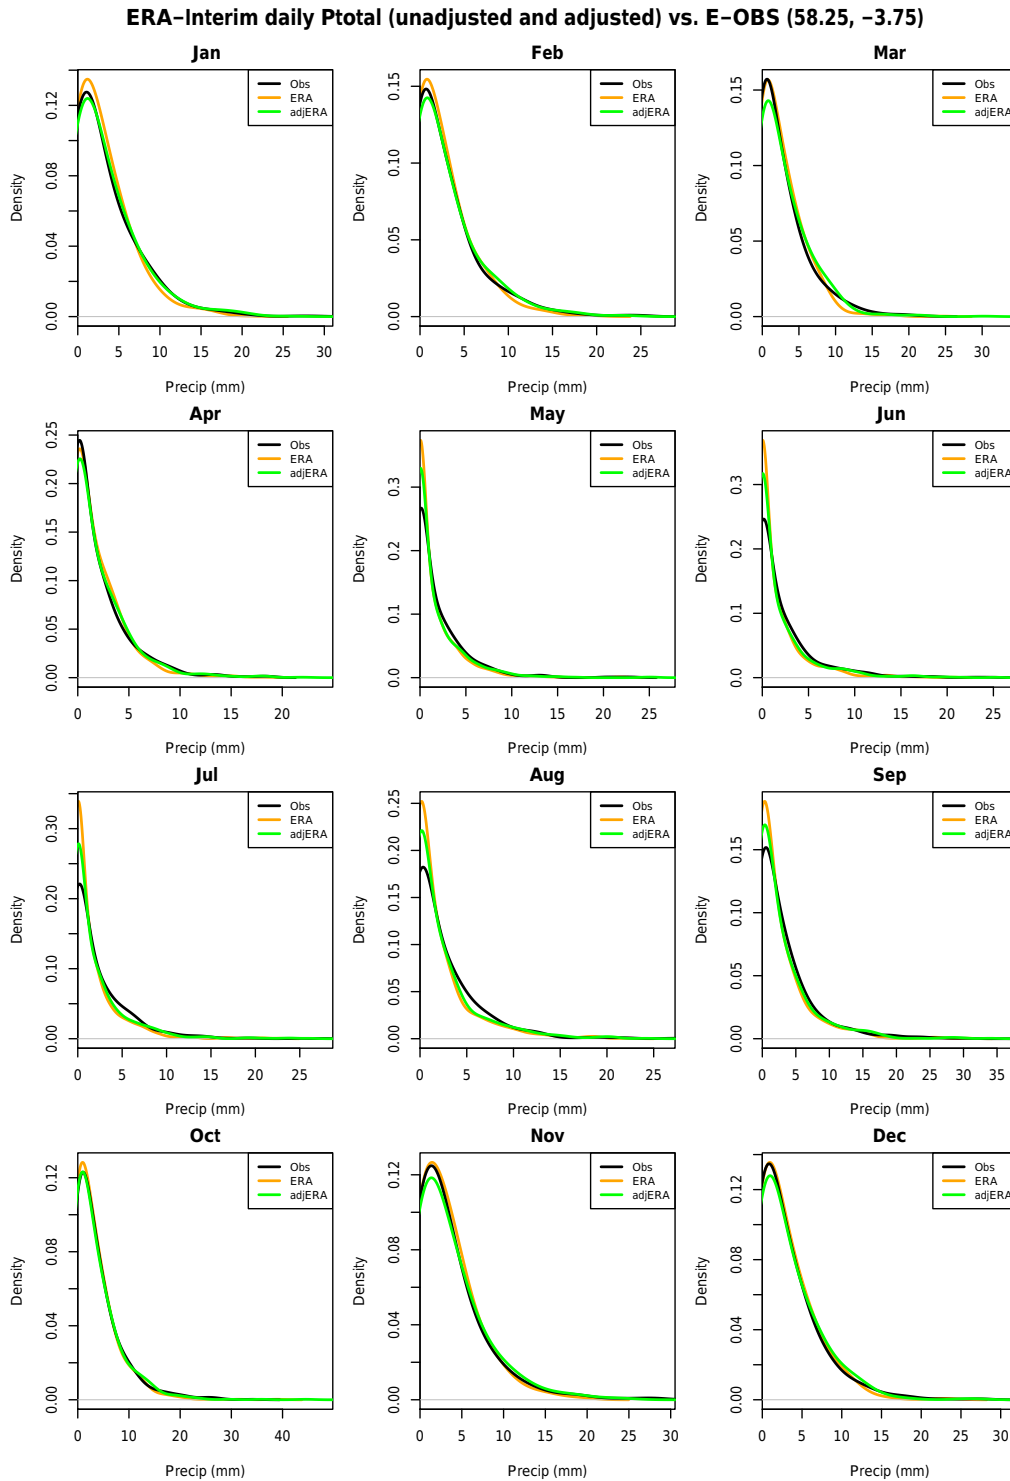 ERA−Interim daily Ptotal (unadjusted and adjusted) vs. E−OBS (58.25, −3.75)
Jan
Feb
Mar
Density
0.00
0.04
0.08
0.12
Obs
ERA
adjERA
0 5 10 15 20 25 30
Precip (mm)
Density
0.00
0.05
0.10
0.15
Obs
ERA
adjERA
0 5 10 15 20 25
Precip (mm)
Density
0.00
0.05
0.10
0.15
Obs
ERA
adjERA
0 5 10 15 20 25 30
Precip (mm)
Apr
May
Jun
Density
0.00
0.05
0.10
0.15
0.20
0.25
Obs
ERA
adjERA
0 5 10 15 20
Precip (mm)
Density
0.0
0.1
0.2
0.3
Obs
ERA
adjERA
0 5 10 15 20 25
Precip (mm)
Density
0.0
0.1
0.2
0.3
Obs
ERA
adjERA
0 5 10 15 20 25
Precip (mm)
Jul
Aug
Sep
Density
0.00
0.10
0.20
0.30
Obs
ERA
adjERA
0 5 10 15 20 25
Precip (mm)
Density
0.00
0.05
0.10
0.15
0.20
0.25
Obs
ERA
adjERA
0 5 10 15 20 25
Precip (mm)
Density
0.00
0.05
0.10
0.15
Obs
ERA
adjERA
0 5 10 15 20 25 30 35
Precip (mm)
Oct
Nov
Dec
Density
0.00
0.04
0.08
0.12
Obs
ERA
adjERA
0 10 20 30 40
Precip (mm)
Density
0.00
0.04
0.08
0.12
Obs
ERA
adjERA
0 5 10 15 20 25 30
Precip (mm)
Density
0.00
0.04
0.08
0.12
Obs
ERA
adjERA
0 5 10 15 20 25 30
Precip (mm)